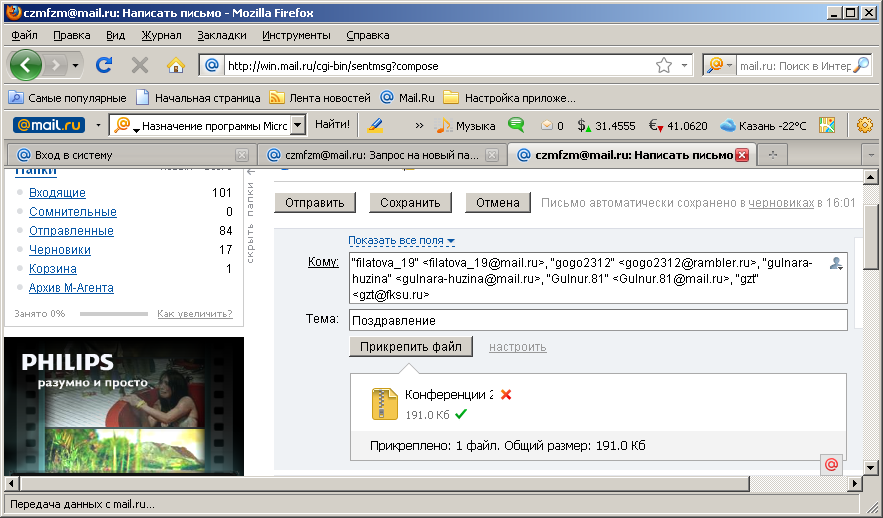 czmfzm@mail.ru: Написать письмо - Mozilla Firefox
Файл Правка Вид Журнал Закладки Инструменты Справка
http://win.mail.ru/cgi-bin/sentmsg?compose
mail.ru: Поиск в Интер
Самые популярные Начальная страница Лента новостей Mail.Ru Настройка приложе...
@mail.ru Назначение программы Micrc Найти! » Музыка 0 $ 31.4555 € 41.0620 Казань -22°C
Вход в систему czmfzm@mail.ru: Запрос на новый па... czmfzm@mail.ru: Написать письмо
Папки
Входящие 101
Сомнительные 0
Отправленные 84
Черновики 17
Корзина 1
Архив М-Агента
Занято 0% Как увеличить?
скрыть папки
PHILIPS
разумно и просто
Отправить Сохранить Отмена Письмо автоматически сохранено в черновиках в 16:01
Показать все поля
Кому: "filatova_19" <filatova_19@mail.ru>, "gogo2312" <gogo2312@rambler.ru>, "gulnara-
huzina" <gulnara-huzina@mail.ru>, "Gulnur.81" <Gulnur.81@mail.ru>, "gzt"
<gzt@fksu.ru>
Тема: Поздравление
Прикрепить файл настроить
Конференции 2
191.0 Кб
Прикреплено: 1 файл. Общий размер: 191.0 Кб
Передача данных с mail.ru...